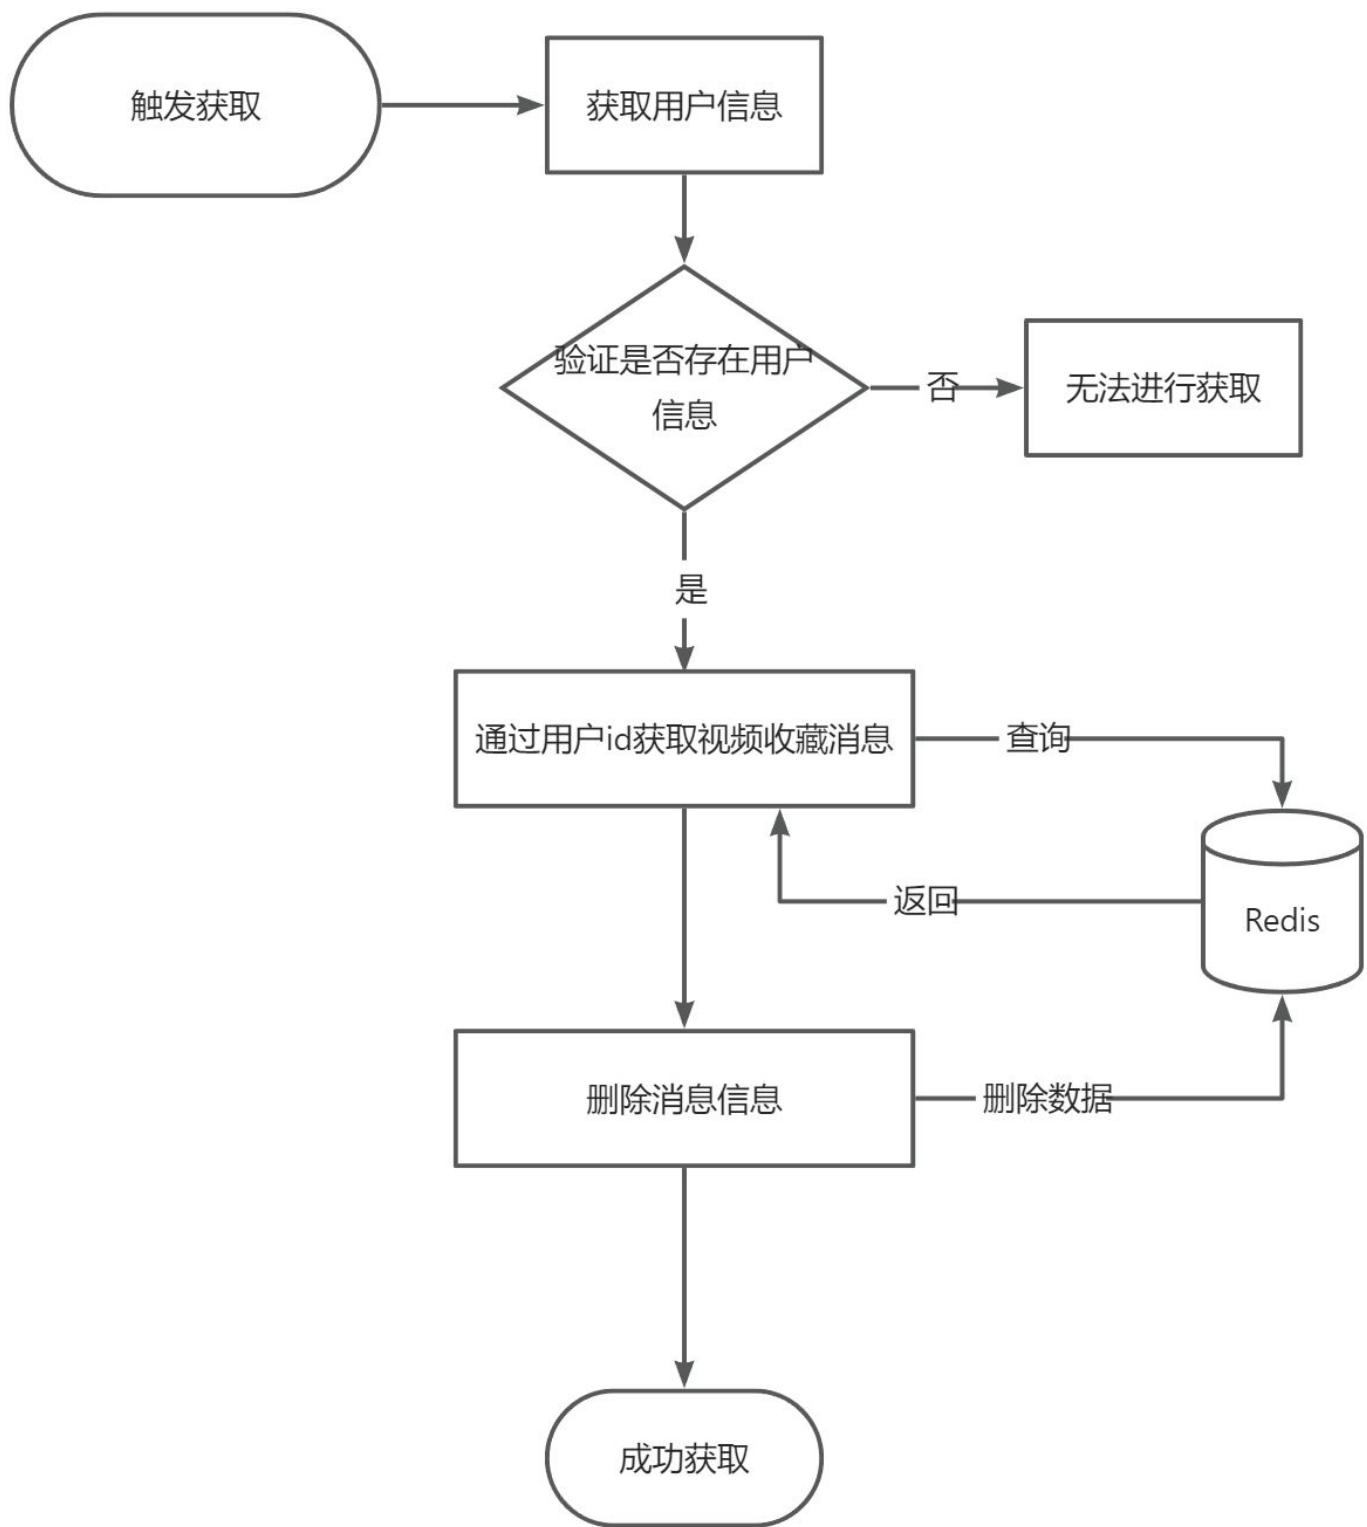 触发获取
获取用户信息
验证是否存在用户
信息
否
无法进行获取
是
通过用户id获取视频收藏消息
查询
返回
Redis
删除消息信息
删除数据
成功获取